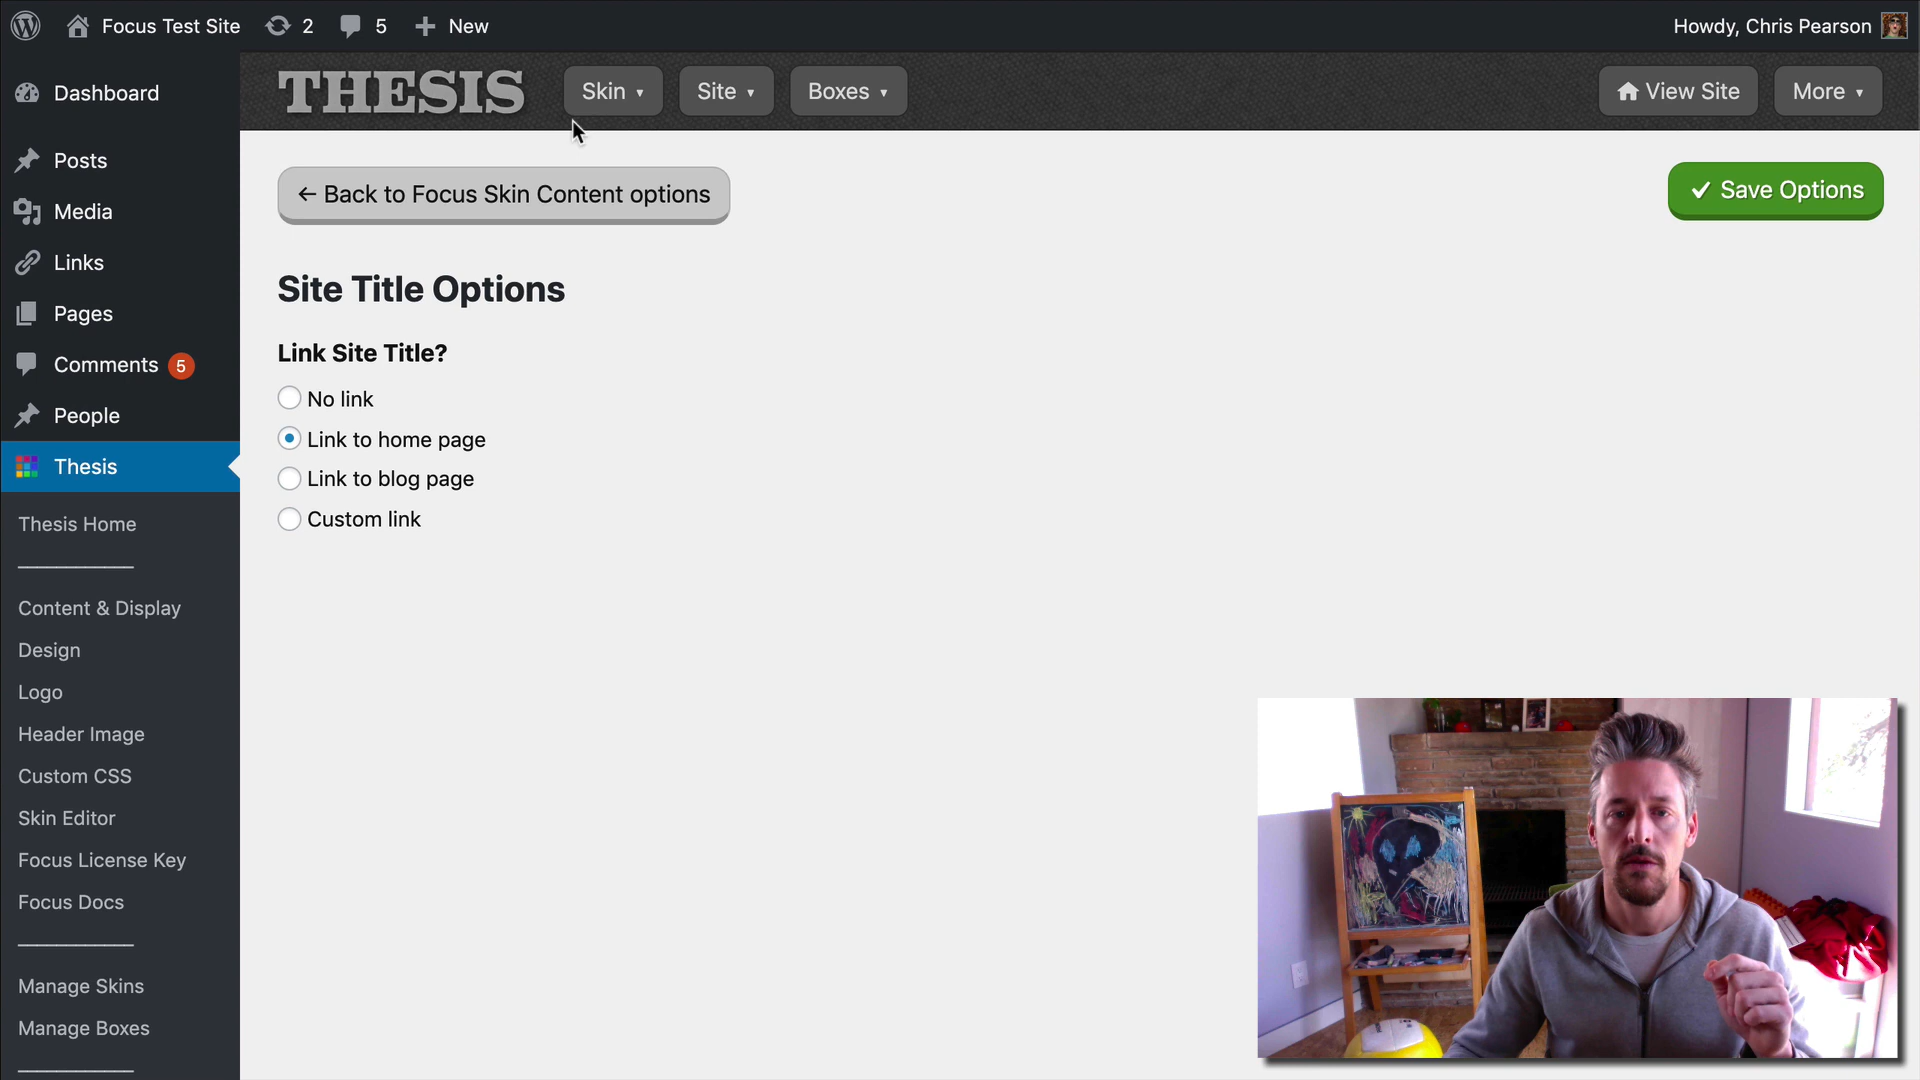 Focus Test Site
2
5
New
Howdy, Chris Pearson
THESIS
Skin ▾
Site ▾
Boxes ▾
View Site
More ▾
Dashboard
Posts
Media
Links
Pages
Comments 5
People
Thesis
Thesis Home
Content & Display
Design
Logo
Header Image
Custom CSS
Skin Editor
Focus License Key
Focus Docs
Manage Skins
Manage Boxes
← Back to Focus Skin Content options
✓ Save Options
Site Title Options
Link Site Title?
No link
Link to home page
Link to blog page
Custom link